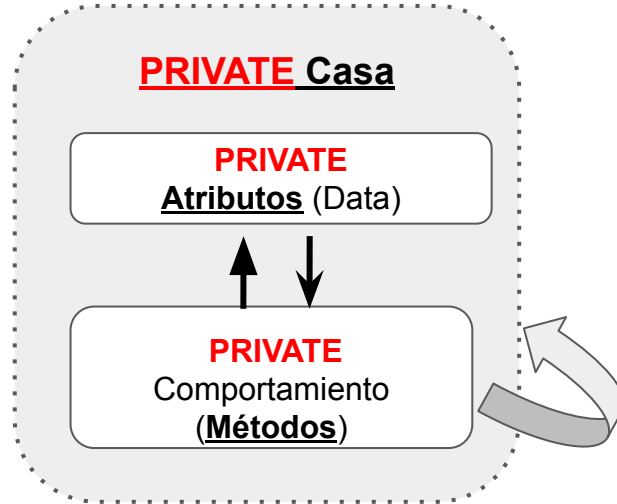 PRIVATE Casa
PRIVATE
Atributos (Data)
PRIVATE
Comportamiento
(Métodos)